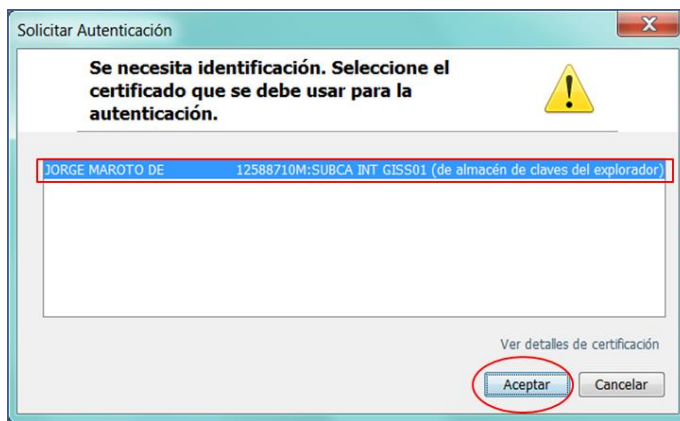 Solicitar Autenticación
Se necesita identificación. Seleccione el
certificado que se debe usar para la
autenticación.
JORGE MAROTO DE 12588710M:SUBCA INT GISS01 (de almacén de claves del explorador)
Ver detalles de certificación
Aceptar Cancelar